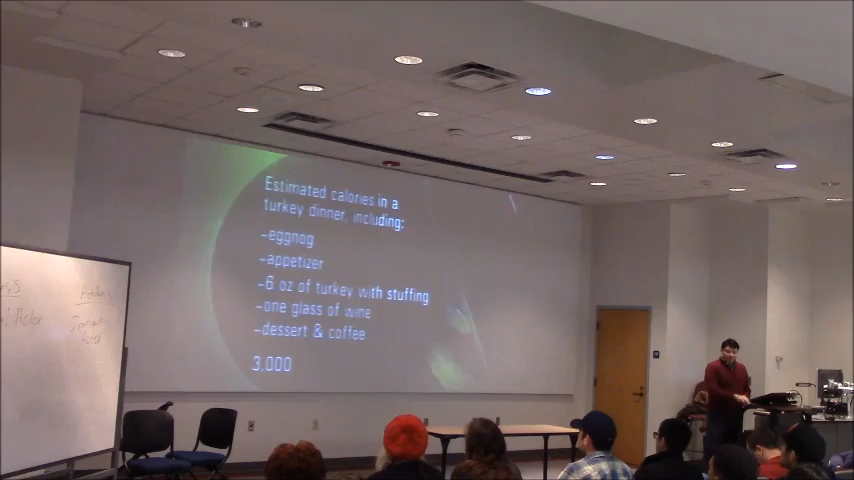 Estimated calories in a
turkey dinner, including:
-eggnog
-appetizer
-6 oz of turkey with stuffing
-one glass of wine
-dessert & coffee
3.000
Actor